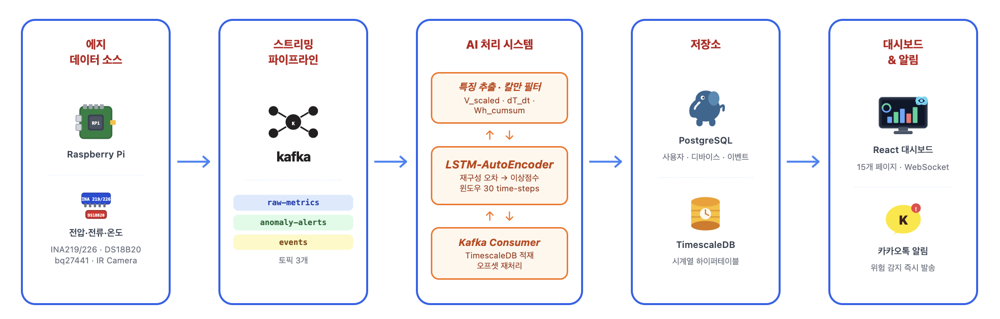 에지
데이터 소스
RPi
Raspberry Pi
INA 219/226
DS18B20
전압·전류·온도
INA219/226 · DS18B20
bq27441 · IR Camera
스트리밍
파이프라인
K
kafka
raw-metrics
anomaly-alerts
events
토픽 3개
AI 처리 시스템
특징 추출 · 칼만 필터
V_scaled · dT_dt ·
Wh_cumsum
↑ ↓
LSTM-AutoEncoder
재구성 오차 → 이상점수
윈도우 30 time-steps
↑ ↓
Kafka Consumer
TimescaleDB 적재
오프셋 재처리
저장소
PostgreSQL
사용자 · 디바이스 · 이벤트
TimescaleDB
시계열 하이퍼테이블
대시보드
& 알림
React 대시보드
15개 페이지 · WebSocket
K
!
카카오톡 알림
위험 감지 즉시 발송